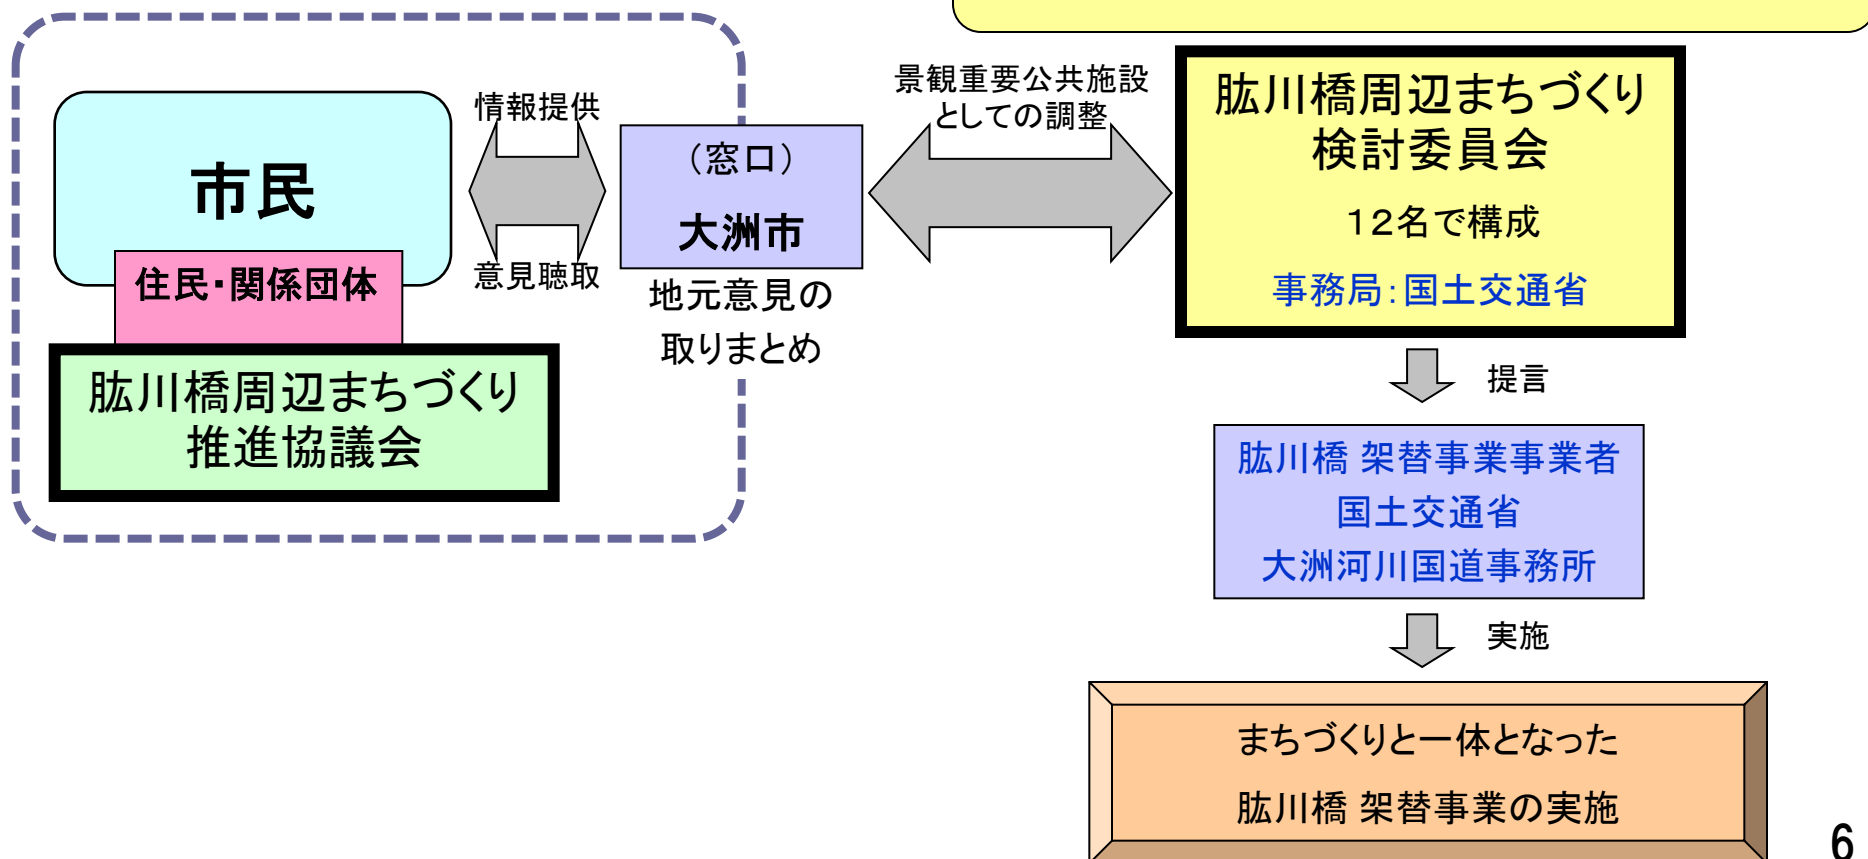 市民
住民・関係団体
肱川橋周辺まちづくり
推進協議会
情報提供
意見聴取
（窓口）
大洲市
地元意見の
取りまとめ
景観重要公共施設
としての調整
肱川橋周辺まちづくり
検討委員会
１２名で構成
事務局：国土交通省
提言
肱川橋 架替事業事業者
国土交通省
大洲河川国道事務所
実施
まちづくりと一体となった
肱川橋 架替事業の実施
6